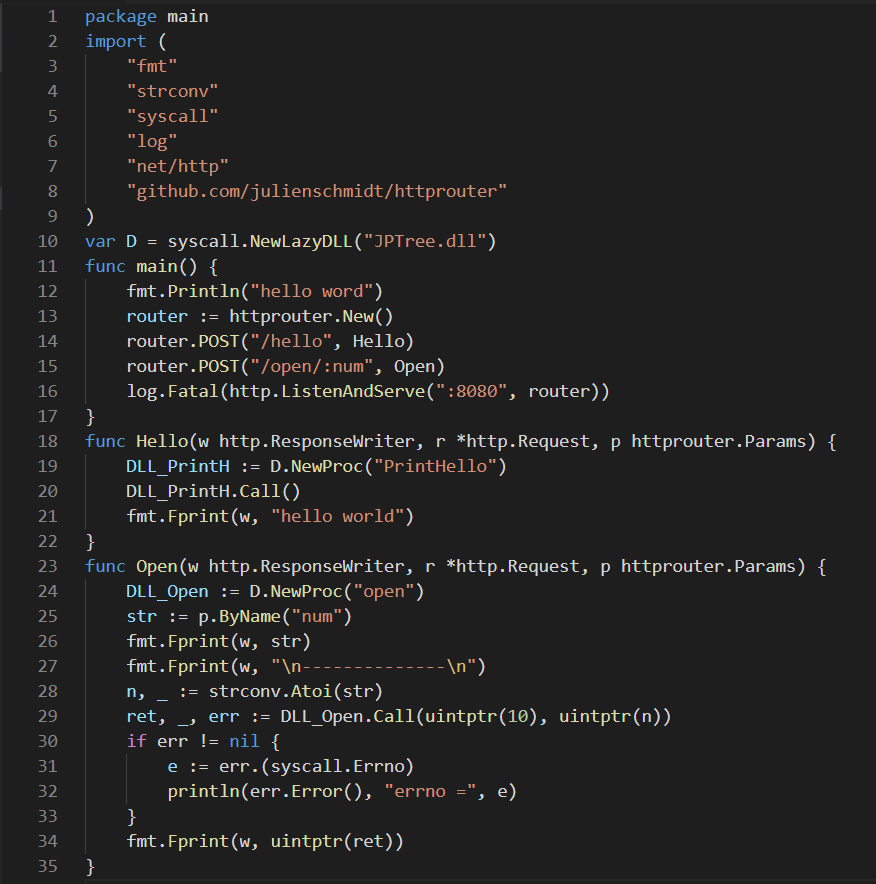 1 package main
2 import (
3     "fmt"
4     "strconv"
5     "syscall"
6     "log"
7     "net/http"
8     "github.com/julienschmidt/httprouter"
9 )
10 var D = syscall.NewLazyDLL("JPTree.dll")
11 func main() {
12     fmt.Println("hello word")
13     router := httprouter.New()
14     router.POST("/hello", Hello)
15     router.POST("/open/:num", Open)
16     log.Fatal(http.ListenAndServe(":8080", router))
17 }
18 func Hello(w http.ResponseWriter, r *http.Request, p httprouter.Params) {
19     DLL_PrintH := D.NewProc("PrintHello")
20     DLL_PrintH.Call()
21     fmt.Fprint(w, "hello world")
22 }
23 func Open(w http.ResponseWriter, r *http.Request, p httprouter.Params) {
24     DLL_Open := D.NewProc("open")
25     str := p.ByName("num")
26     fmt.Fprint(w, str)
27     fmt.Fprint(w, "\n--------------\n")
28     n, _ := strconv.Atoi(str)
29     ret, _, err := DLL_Open.Call(uintptr(10), uintptr(n))
30     if err != nil {
31         e := err.(syscall.Errno)
32         println(err.Error(), "errno =", e)
33     }
34     fmt.Fprint(w, uintptr(ret))
35 }